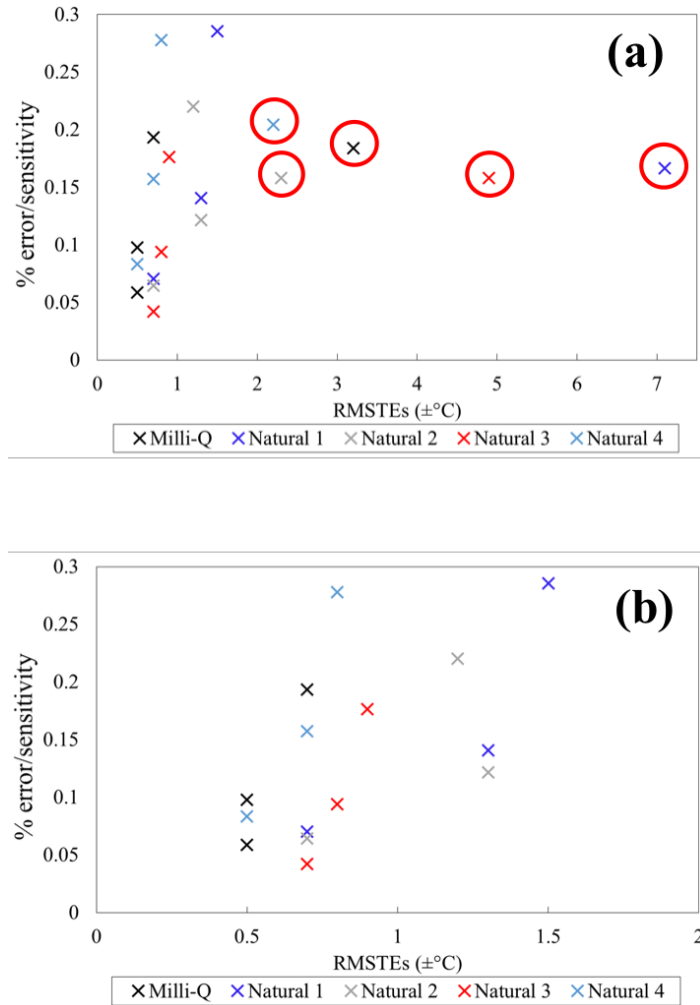 (a)
% error/sensitivity
0.3
0.25
0.2
0.15
0.1
0.05
0
0 1 2 3 4 5 6 7
RMSTEs (±°C)
Milli-Q Natural 1 Natural 2 Natural 3 Natural 4
(b)
% error/sensitivity
0.3
0.25
0.2
0.15
0.1
0.05
0
0 0.5 1 1.5 2
RMSTEs (±°C)
Milli-Q Natural 1 Natural 2 Natural 3 Natural 4